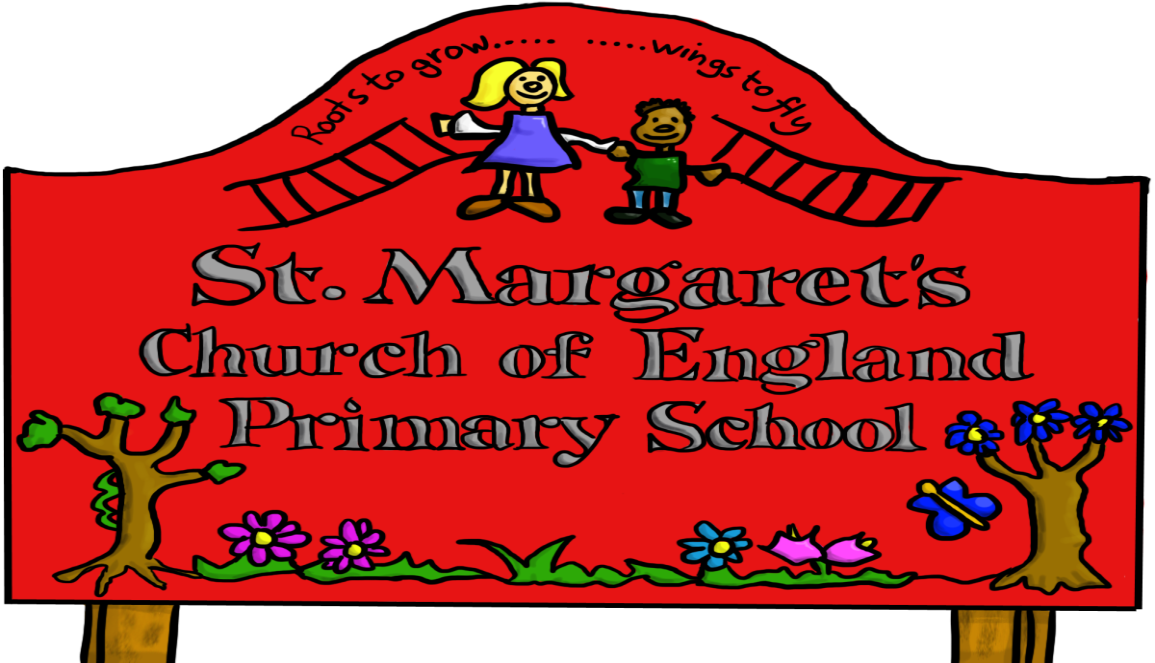 Roots to grow..... .....wings to fly
St. Margaret's
Church of England
Primary School